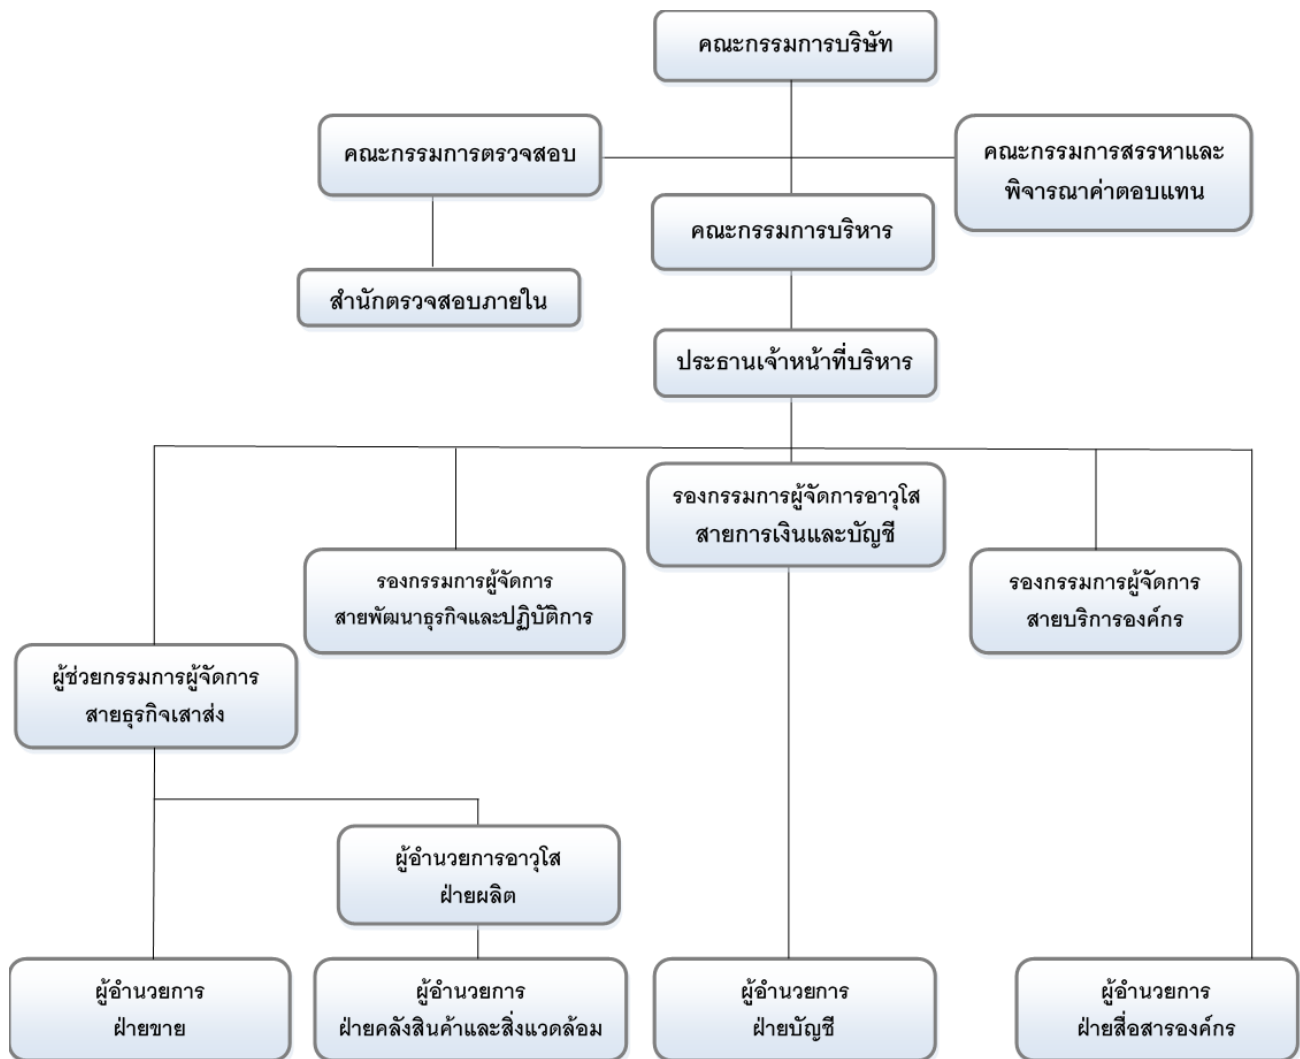 คณะกรรมการบริษัท
คณะกรรมการตรวจสอบ
คณะกรรมการสรรหาและ
พิจารณาค่าตอบแทน
คณะกรรมการบริหาร
สำนักตรวจสอบภายใน
ประธานเจ้าหน้าที่บริหาร
รองกรรมการผู้จัดการอาวุโส
สายการเงินและบัญชี
รองกรรมการผู้จัดการ
สายพัฒนาธุรกิจและปฏิบัติการ
รองกรรมการผู้จัดการ
สายบริการองค์กร
ผู้ช่วยกรรมการผู้จัดการ
สายธุรกิจเสาส่ง
ผู้อำนวยการอาวุโส
ฝ่ายผลิต
ผู้อำนวยการ
ฝ่ายขาย
ผู้อำนวยการ
ฝ่ายคลังสินค้าและสิ่งแวดล้อม
ผู้อำนวยการ
ฝ่ายบัญชี
ผู้อำนวยการ
ฝ่ายสื่อสารองค์กร